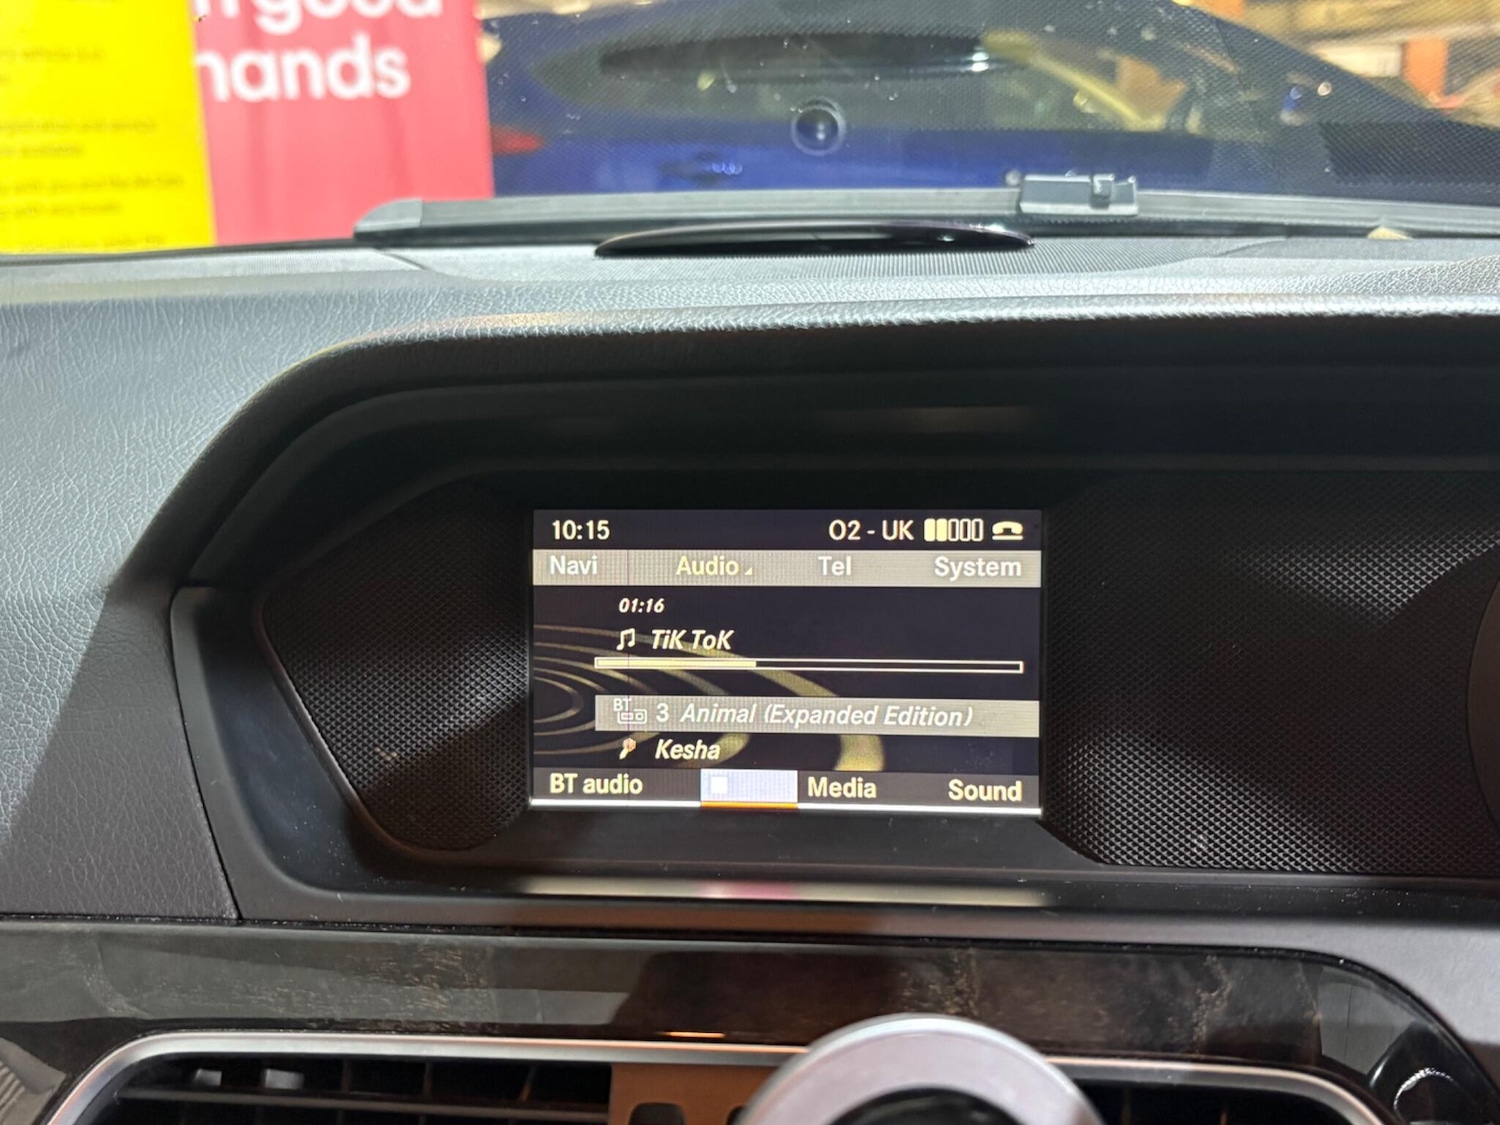 good
hands
10:15 O2 - UK
Navi Audio Tel System
01:16
TiK ToK
BT 3 Animal (Expanded Edition)
Kesha
BT audio Media Sound